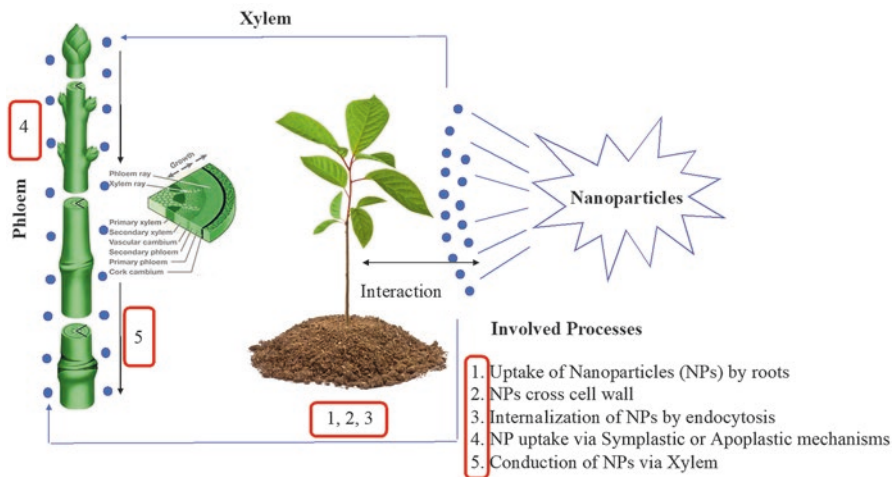 Xylem
4
Phloem
Growth
Phloem ray
Xylem ray
Primary xylem
Secondary xylem
Vascular cambium
Secondary phloem
Primary phloem
Cork cambium
5
Nanoparticles
Interaction
1, 2, 3
Involved Processes
1. Uptake of Nanoparticles (NPs) by roots
2. NPs cross cell wall
3. Internalization of NPs by endocytosis
4. NP uptake via Symplastic or Apoplastic mechanisms
5. Conduction of NPs via Xylem